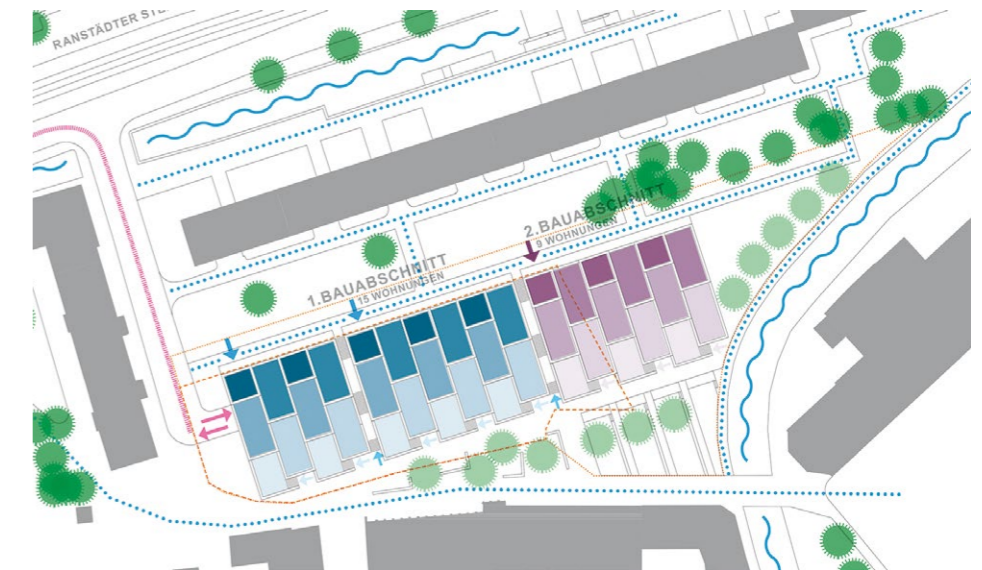 RANSTÄDTER ST
2.BAUABSCHNITT
9 WOHNUNGEN
1.BAUABSCHNITT
15 WOHNUNGEN